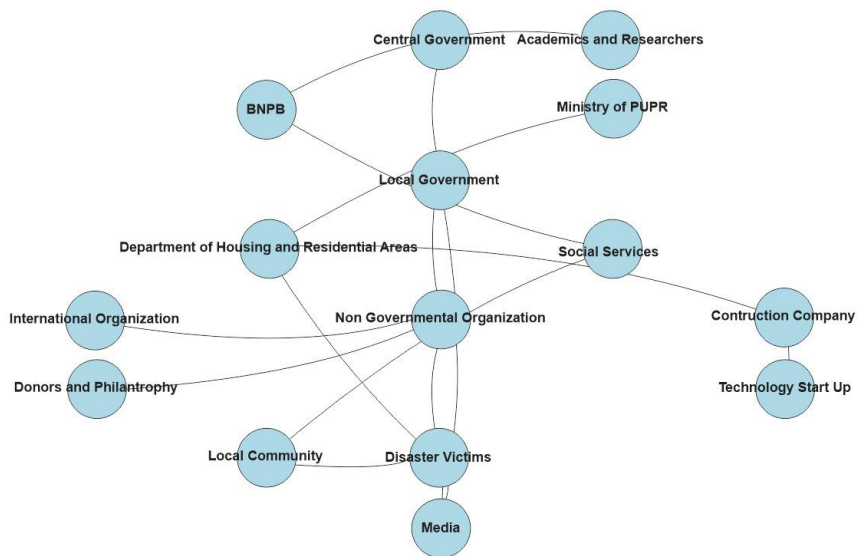 Central Government
Academics and Researchers
BNPB
Ministry of PUPR
Local Government
Department of Housing and Residential Areas
Social Services
International Organization
Non Governmental Organization
Contruction Company
Donors and Philantrophy
Technology Start Up
Local Community
Disaster Victims
Media